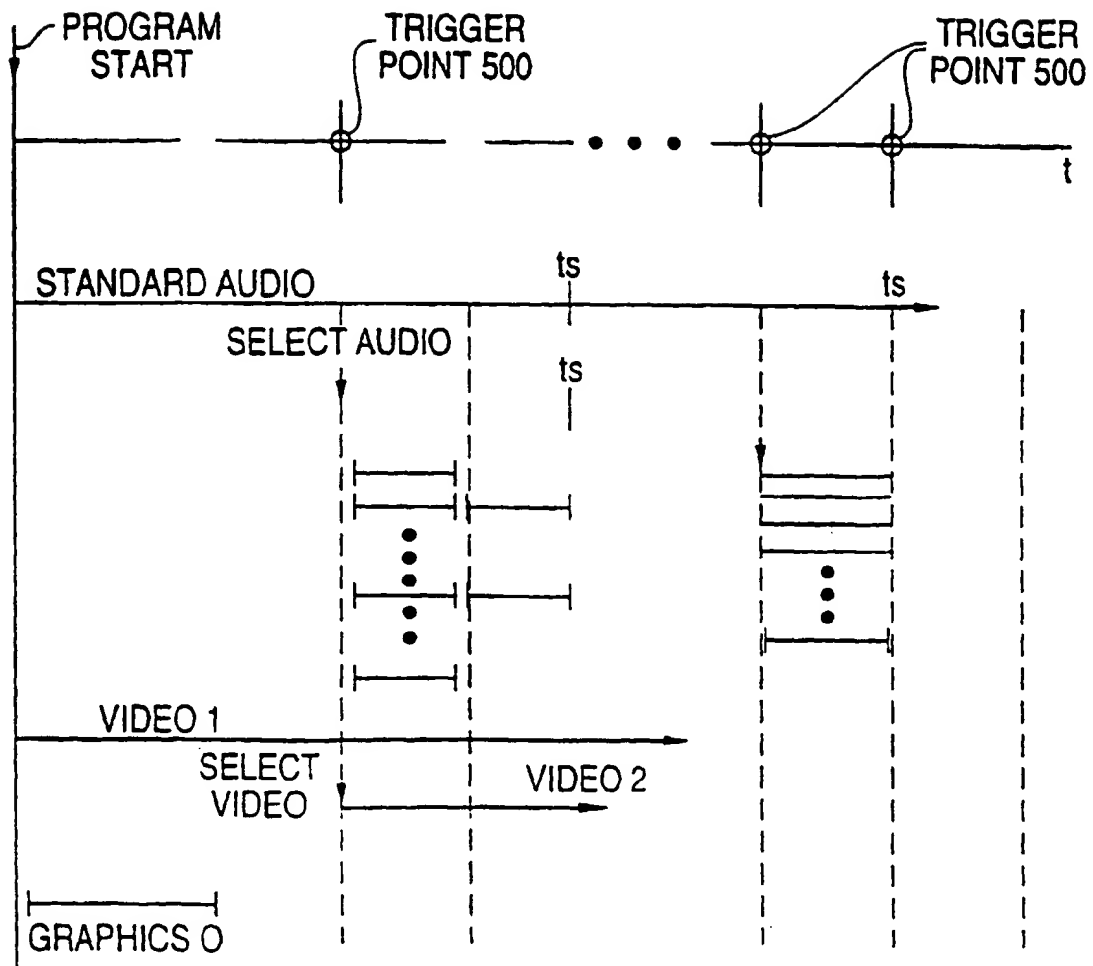 PROGRAM
START
TRIGGER
POINT 500
TRIGGER
POINT 500
t
STANDARD AUDIO
ts
ts
SELECT AUDIO
ts
VIDEO 1
SELECT
VIDEO
VIDEO 2
GRAPHICS O